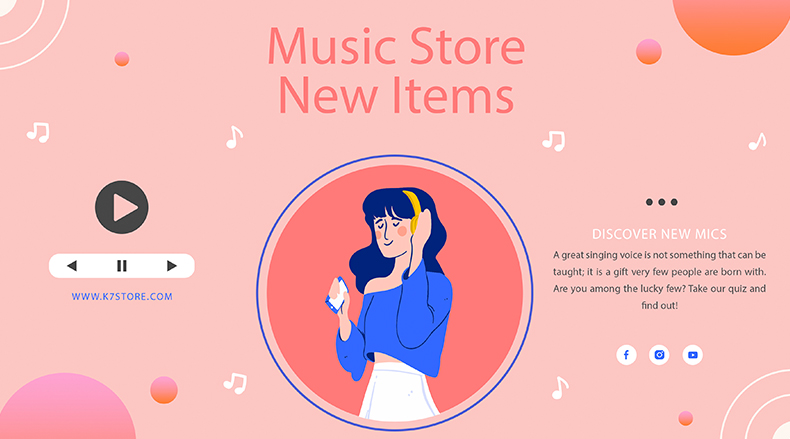 Music Store
New Items
WWW.K7STORE.COM
DISCOVER NEW MICS
A great singing voice is not something that can be
taught; it is a gift very few people are born with.
Are you among the lucky few? Take our quiz and
find out!